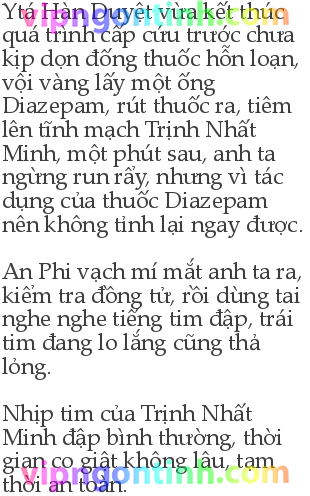 Ytá Hàn Duyệt vừa kết thúc
quá trình cấp cứu trước chưa
kịp dọn đống thuốc hỗn loạn,
vội vàng lấy một ống
Diazepam, rút thuốc ra, tiêm
lên tĩnh mạch Trịnh Nhất
Minh, một phút sau, anh ta
ngừng run rẩy, nhưng vì tác
dụng của thuốc Diazepam
nên không tỉnh lại ngay được.
An Phi vạch mí mắt anh ta ra,
kiểm tra đồng tử, rồi dùng tai
nghe nghe tiếng tim đập, trái
tim đang lo lắng cũng thả
lỏng.
Nhịp tim của Trịnh Nhất
Minh đập bình thường, thời
gian co giật không lâu, tạm
thời an toàn.
vipngontinh.com
vipngontinh.com